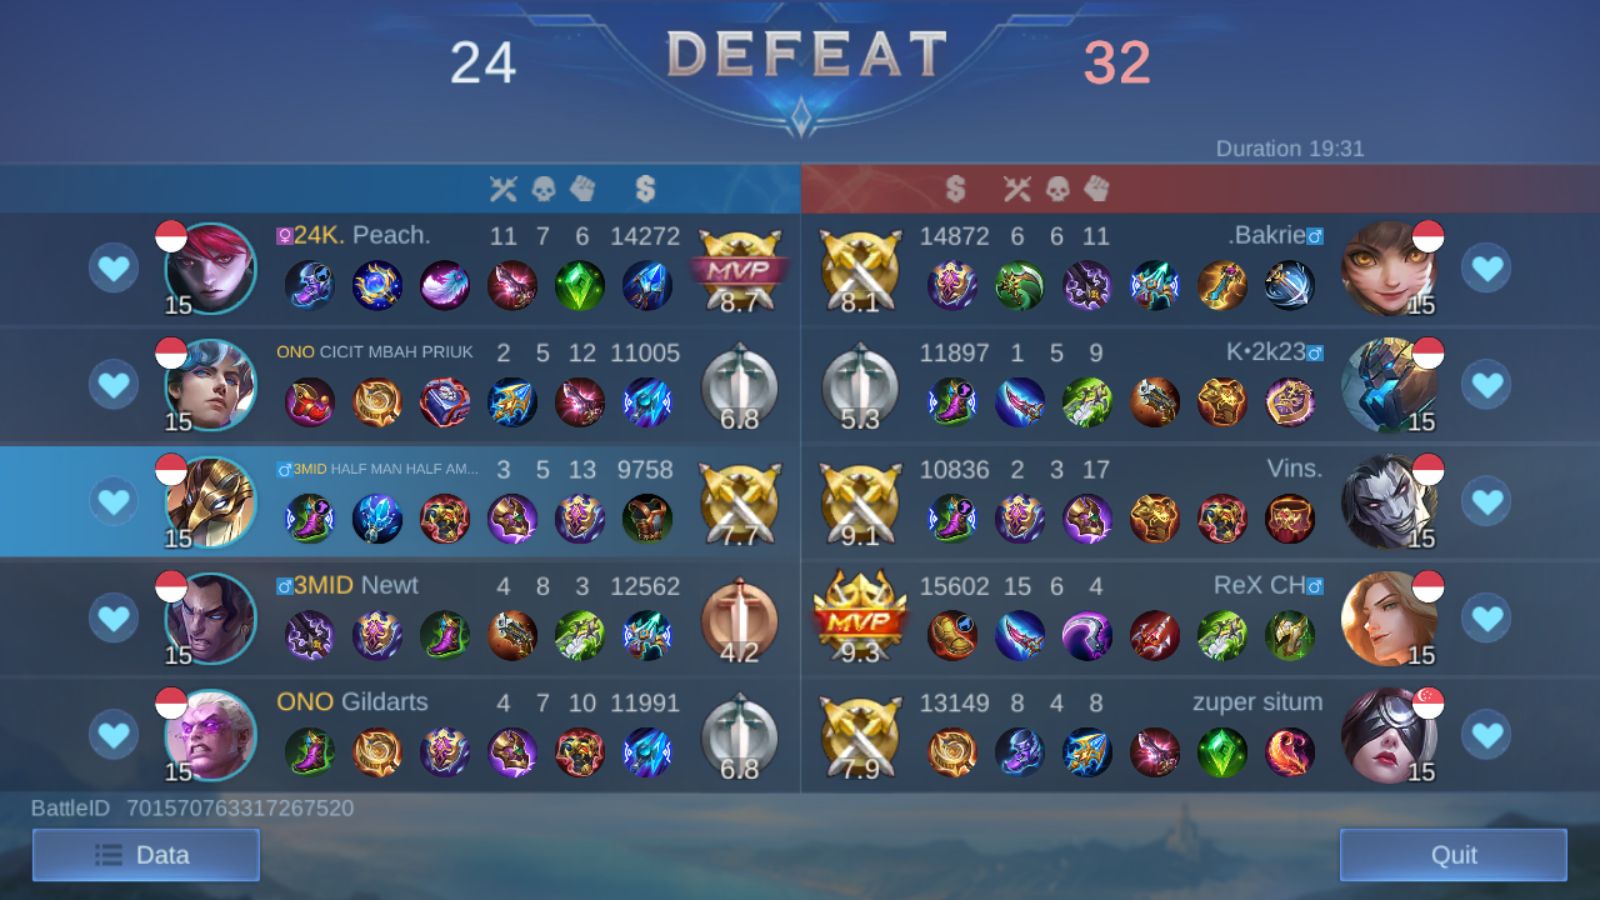 24 DEFEAT 32
Duration 19:31
24K. Peach. 11 7 6 14272 MVP 8.7
15
8.1 14872 6 6 11 .Bakrie
15
ONO CICIT MBAH PRIUK 2 5 12 11005 6.8
15
5.3 11897 1 5 9 K•2k23
15
3MID HALF MAN HALF AM... 3 5 13 9758 7.7
15
9.1 10836 2 3 17 Vins.
15
3MID Newt 4 8 3 12562 4.2
15
MVP 9.3 15602 15 6 4 ReX CH
15
ONO Gildarts 4 7 10 11991 6.8
15
7.9 13149 8 4 8 zuper situm
15
BattleID 701570763317267520
Data
Quit